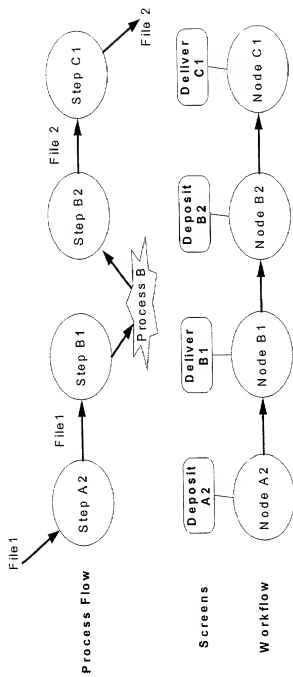 File1
Step A2
File1
Step B1
Process B
Step B2
File 2
Step C1
File 2
Process Flow
Screens
Deposit
A2
Deliver
B1
Deposit
B2
Deliver
C1
Workflow
Node A2
Node B1
Node B2
Node C1